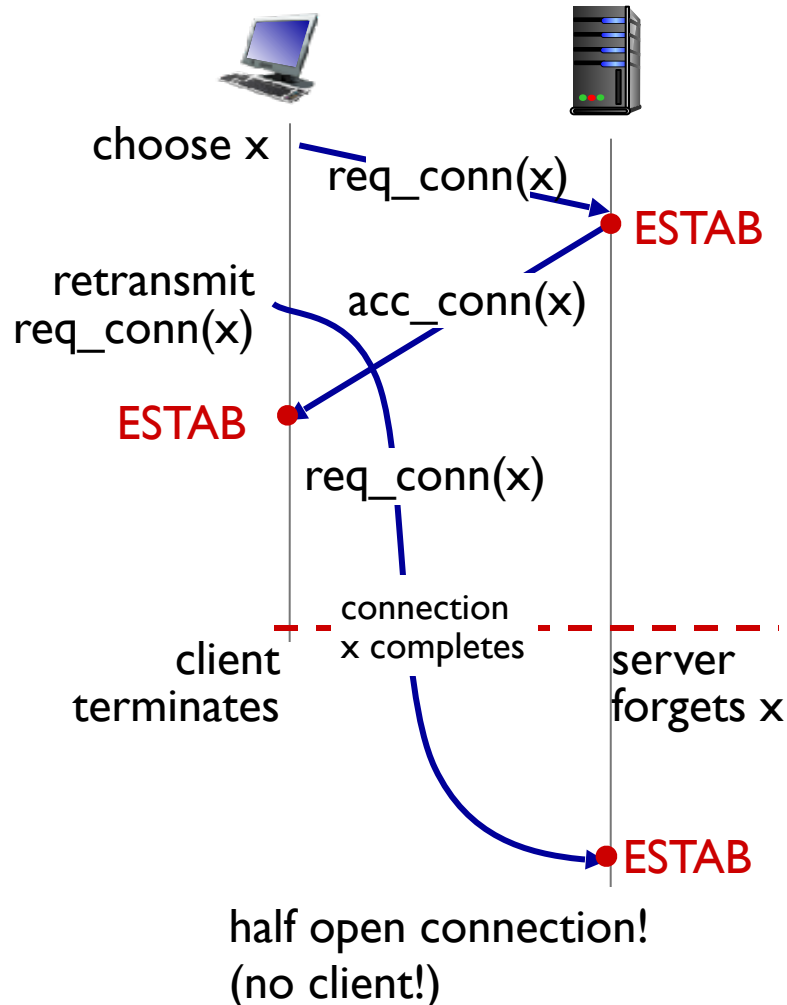 choose x
req_conn(x)
ESTAB
retransmit
req_conn(x)
acc_conn(x)
ESTAB
req_conn(x)
connection
x completes
client
terminates
server
forgets x
ESTAB
half open connection!
(no client!)